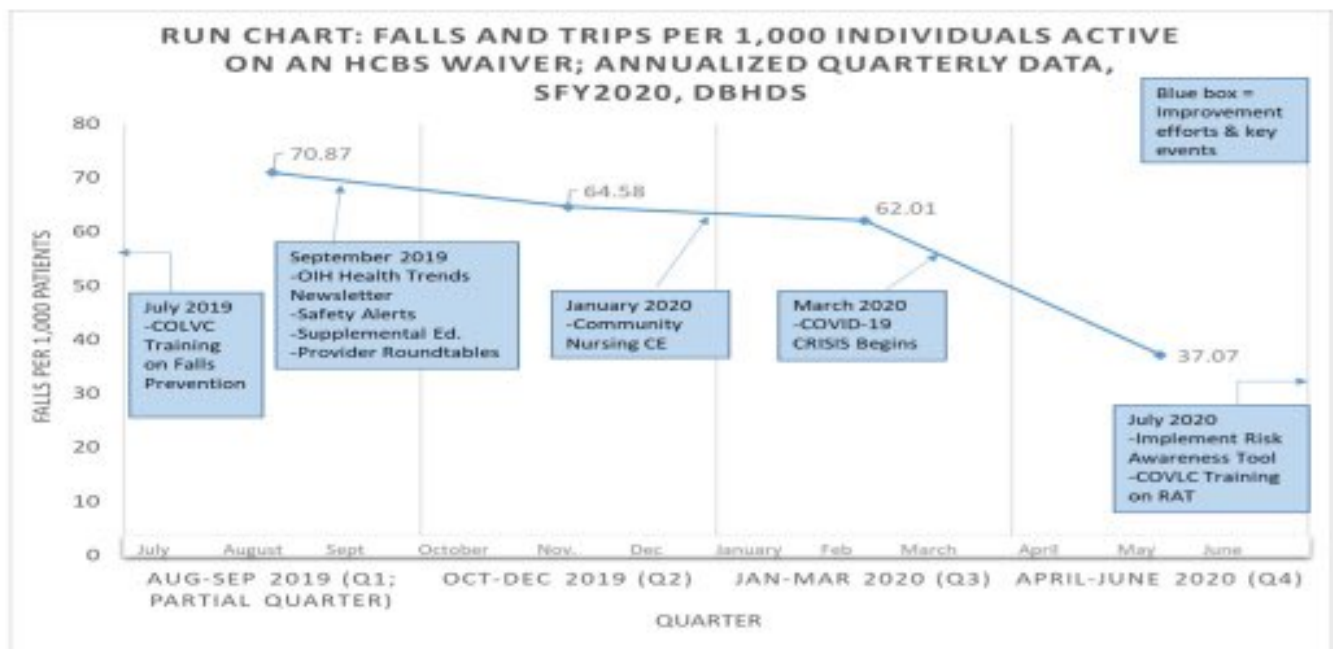 RUN CHART: FALLS AND TRIPS PER 1,000 INDIVIDUALS ACTIVE
ON AN HCBS WAIVER; ANNUALIZED QUARTERLY DATA,
SFY2020, DBHDS
Blue box =
Improvement
efforts & key
events
FALLS PER 1,000 PATIENTS
80
70
60
50
40
30
20
10
0
70.87
64.58
62.01
37.07
July 2019
-COLVC
Training
on Falls
Prevention
September 2019
-OIH Health Trends
Newsletter
-Safety Alerts
-Supplemental Ed.
-Provider Roundtables
January 2020
-Community
Nursing CE
March 2020
-COVID-19
CRISIS Begins
July 2020
-Implement Risk
Awareness Tool
-COVLC Training
on RAT
July August Sept October Nov. Dec January Feb March April May June
AUG-SEP 2019 (Q1; OCT-DEC 2019 (Q2) JAN-MAR 2020 (Q3) APRIL-JUNE 2020 (Q4)
PARTIAL QUARTER)
QUARTER